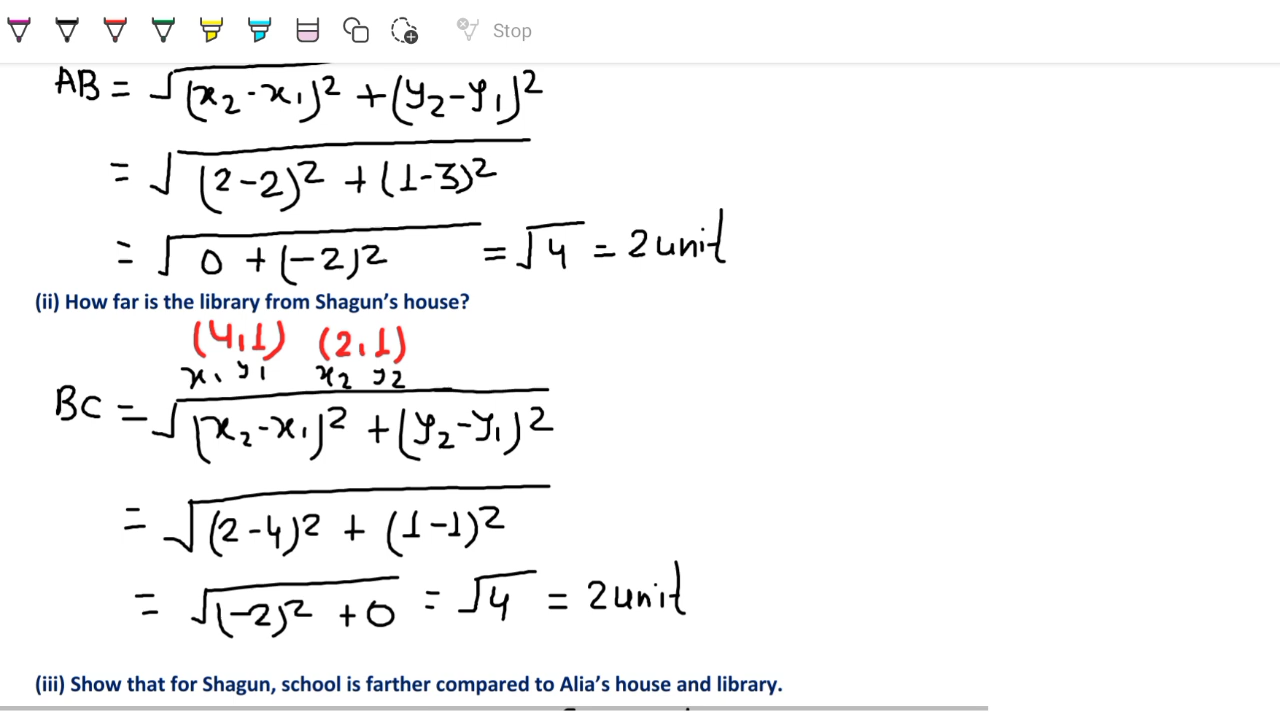 Stop
AB = √(x₂-x₁)² + (y₂-y₁)²
= √(2-2)² + (1-3)²
= √0 + (-2)² = √4 = 2 unit
(ii) How far is the library from Shagun's house?
(4,1) (2,1)
x₁ y₁ x₂ y₂
BC = √(x₂-x₁)² + (y₂-y₁)²
= √(2-4)² + (1-1)²
= √(-2)² + 0 = √4 = 2 unit
(iii) Show that for Shagun, school is farther compared to Alia's house and library.